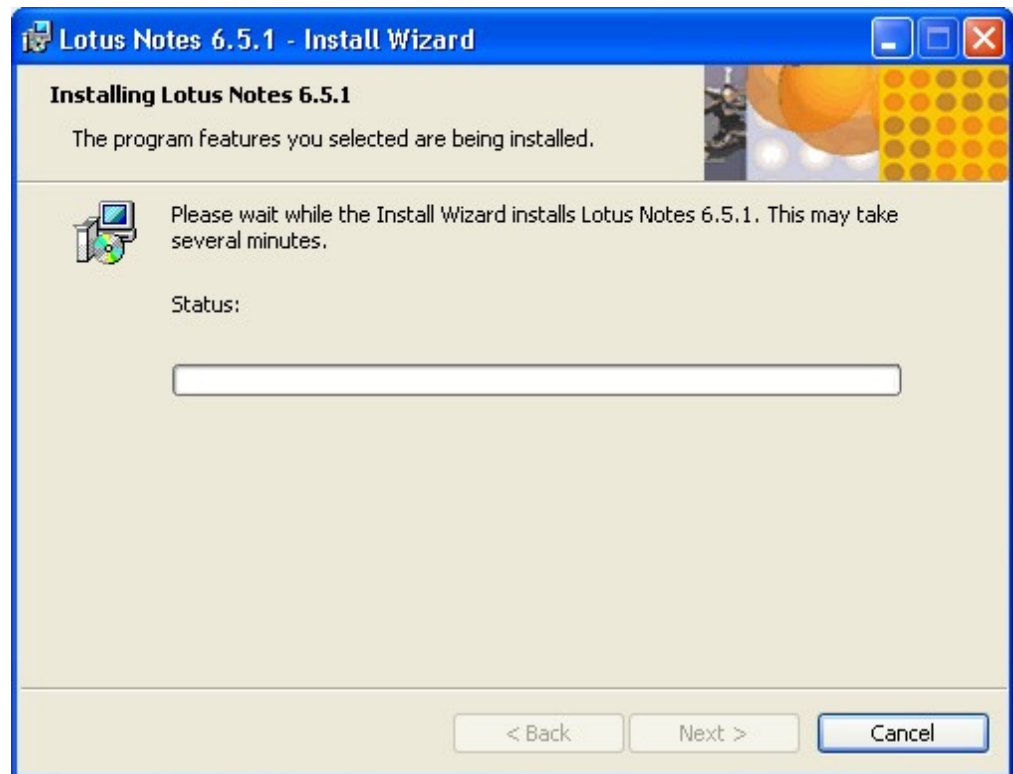 Lotus Notes 6.5.1 - Install Wizard
Installing Lotus Notes 6.5.1
The program features you selected are being installed.
Please wait while the Install Wizard installs Lotus Notes 6.5.1. This may take
several minutes.
Status:
< Back
Next >
Cancel